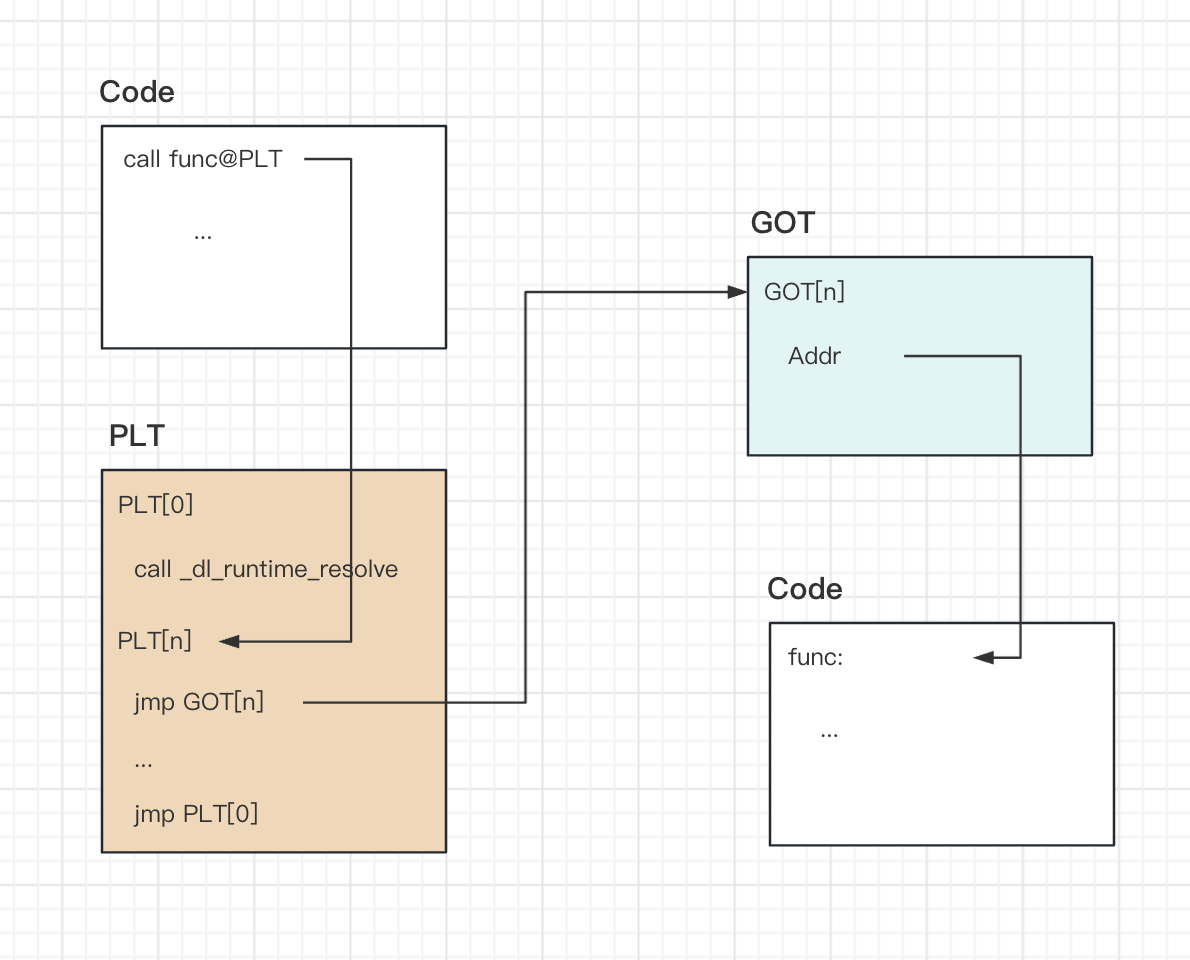 Code
call func@PLT
...
PLT
PLT[0]
call _dl_runtime_resolve
PLT[n]
jmp GOT[n]
...
jmp PLT[0]
GOT
GOT[n]
Addr
Code
func:
...